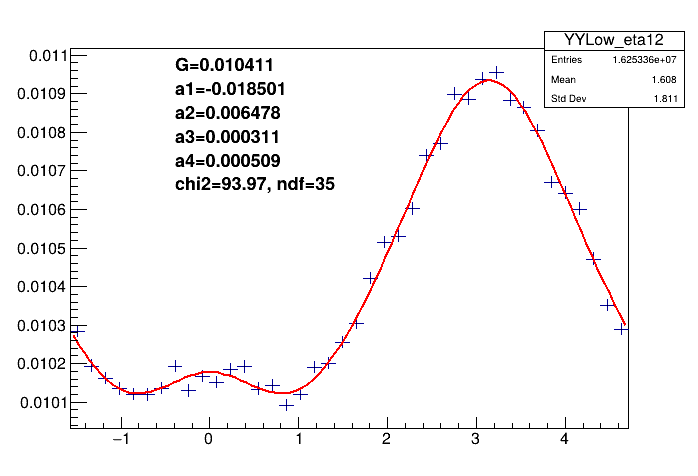 YYLow_eta12
Entries 1.625336e+07
Mean 1.608
Std Dev 1.811
G=0.010411
a1=-0.018501
a2=0.006478
a3=0.000311
a4=0.000509
chi2=93.97, ndf=35
0.011
0.0109
0.0108
0.0107
0.0106
0.0105
0.0104
0.0103
0.0102
0.0101
−1 0 1 2 3 4